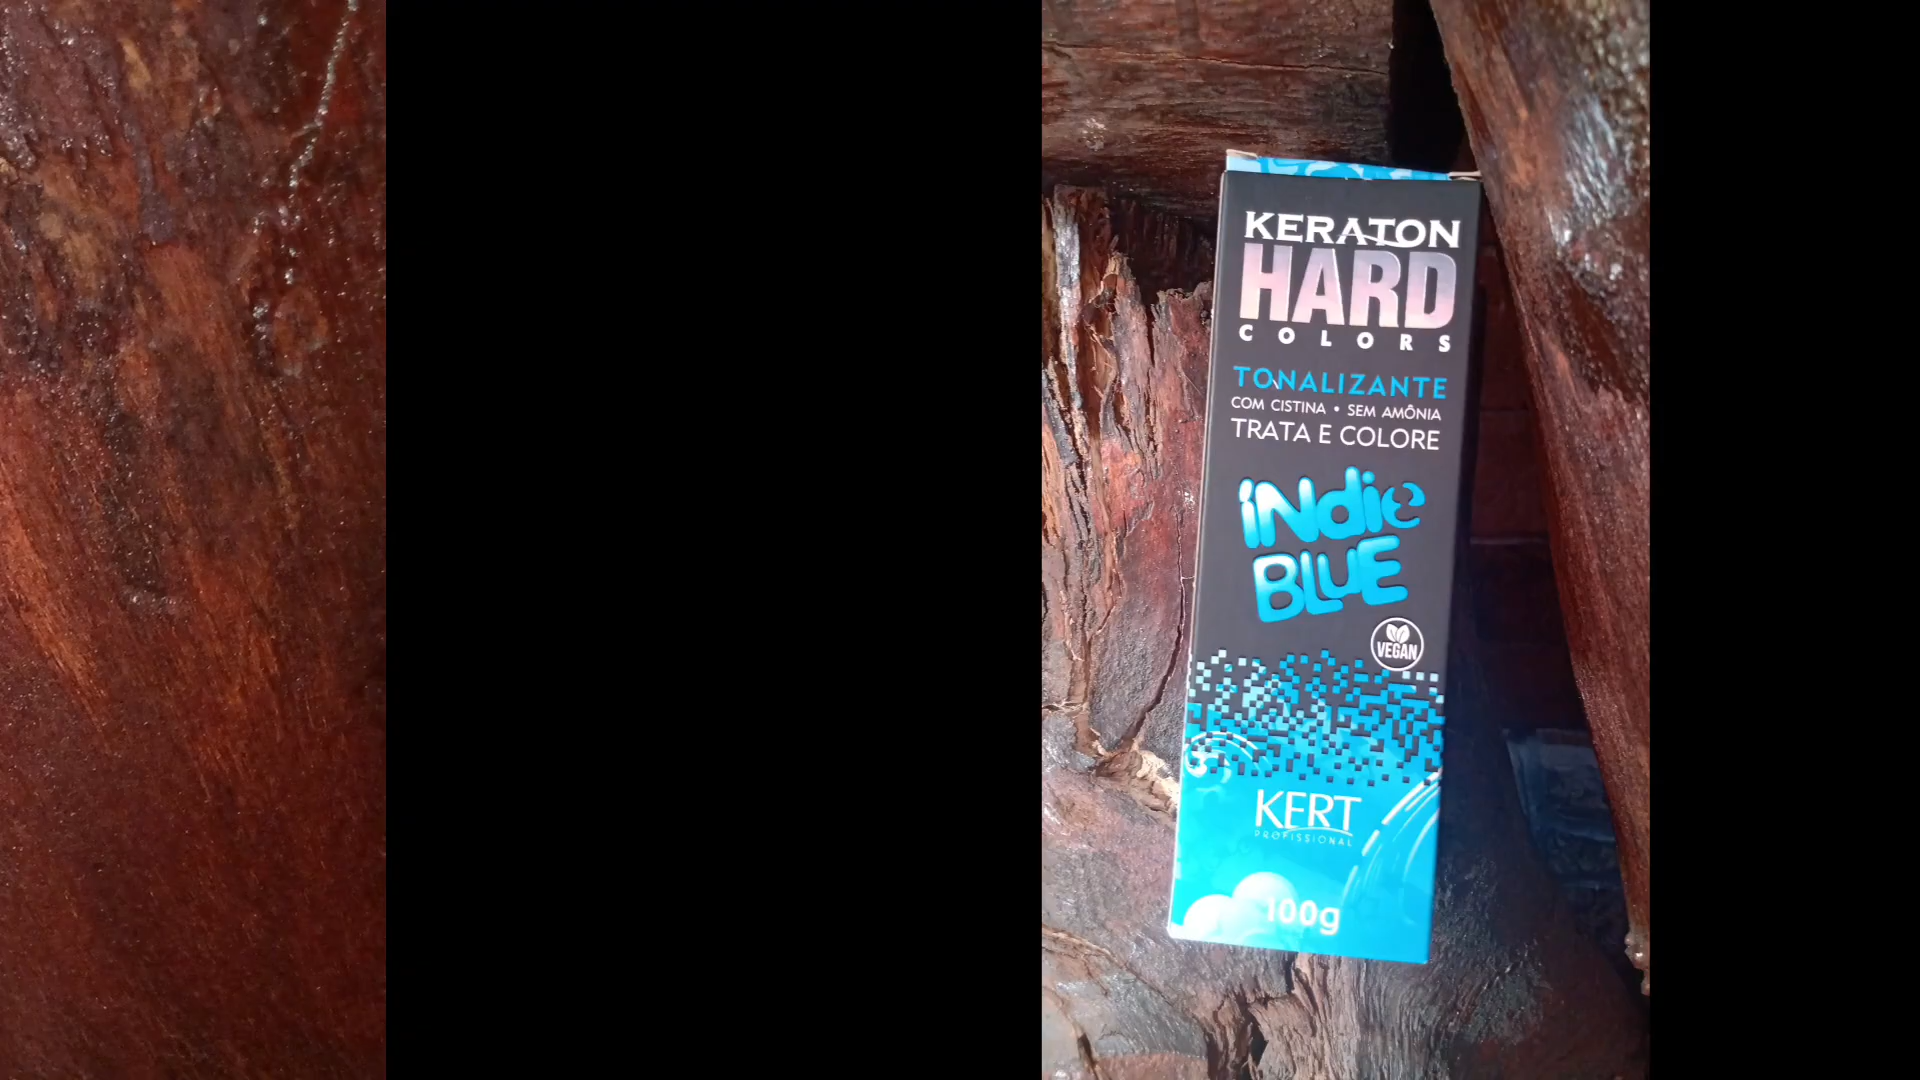 KERATON
HARD
COLORS
TONALIZANTE
COM CISTINA • SEM AMÔNIA
TRATA E COLORE
iNdie
BLUE
VEGAN
KERT
PROFISSIONAL
100g